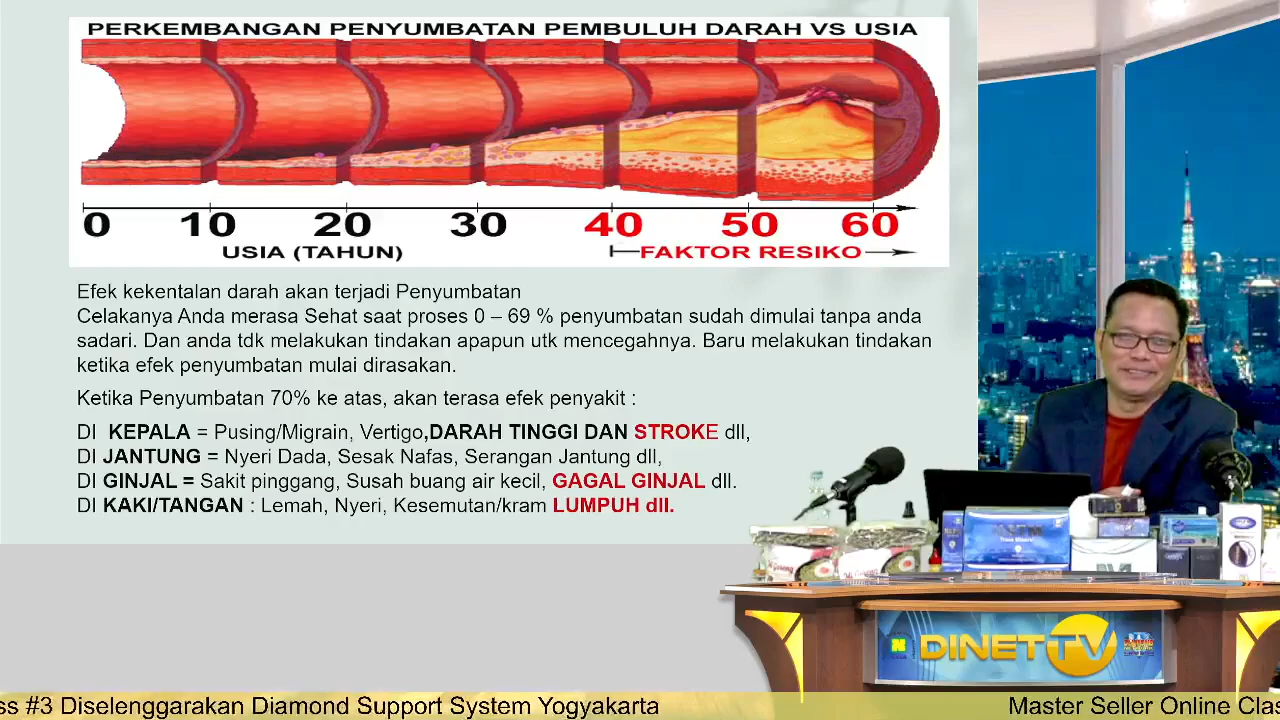 PERKEMBANGAN PENYUMBATAN PEMBULUH DARAH VS USIA
0 10 20 30 40 50 60
USIA (TAHUN) FAKTOR RESIKO
Efek kekentalan darah akan terjadi Penyumbatan
Celakanya Anda merasa Sehat saat proses 0 – 69 % penyumbatan sudah dimulai tanpa anda
sadari. Dan anda tdk melakukan tindakan apapun utk mencegahnya. Baru melakukan tindakan
ketika efek penyumbatan mulai dirasakan.
Ketika Penyumbatan 70% ke atas, akan terasa efek penyakit :
DI KEPALA = Pusing/Migrain, Vertigo,DARAH TINGGI DAN STROKE dll,
DI JANTUNG = Nyeri Dada, Sesak Nafas, Serangan Jantung dll,
DI GINJAL = Sakit pinggang, Susah buang air kecil, GAGAL GINJAL dll.
DI KAKI/TANGAN : Lemah, Nyeri, Kesemutan/kram LUMPUH dll.
DINET TV
ss #3 Diselenggarakan Diamond Support System Yogyakarta
Master Seller Online Clas